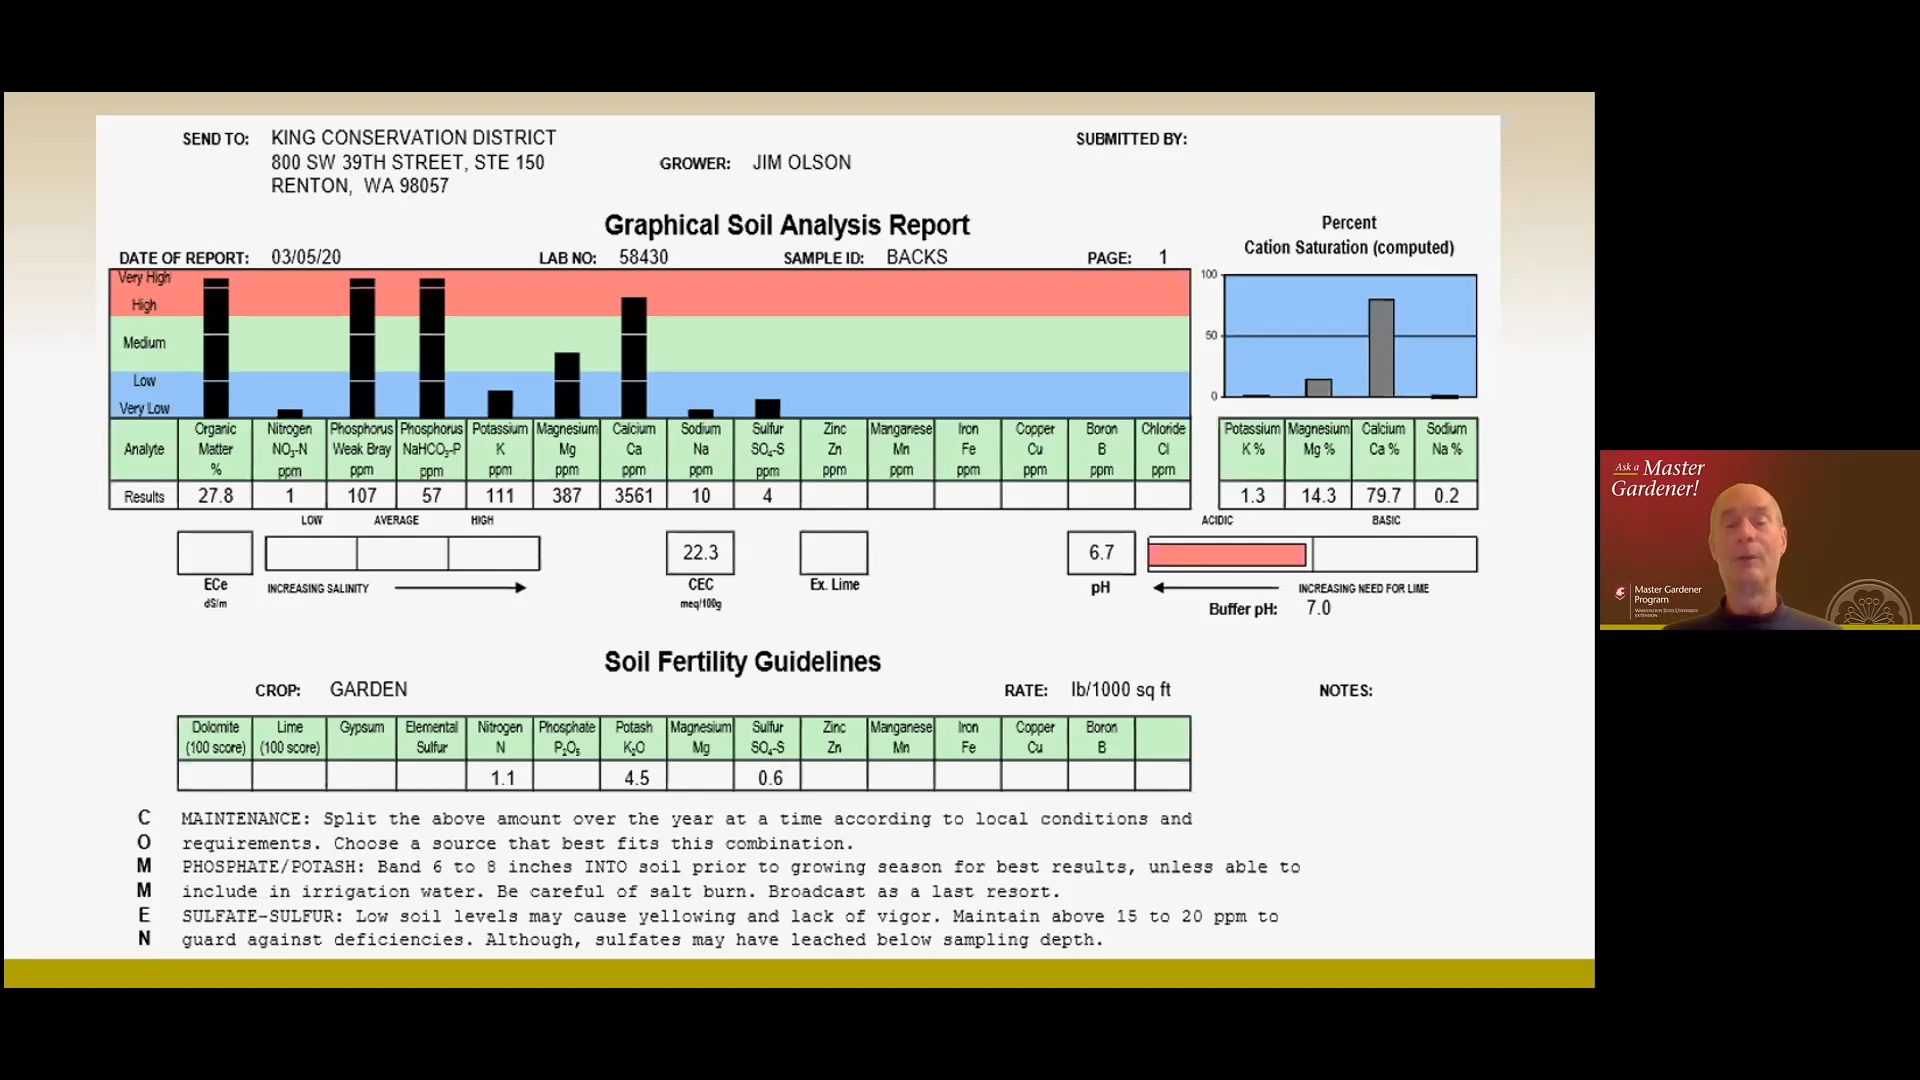 SEND TO: KING CONSERVATION DISTRICT
800 SW 39TH STREET, STE 150
RENTON, WA 98057
GROWER: JIM OLSON
SUBMITTED BY:
Graphical Soil Analysis Report
DATE OF REPORT: 03/05/20 LAB NO: 58430 SAMPLE ID: BACKS PAGE: 1
Very High
High
Medium
Low
Very Low
Analyte
Organic Matter %
Nitrogen NO₃-N ppm
Phosphorus Weak Bray ppm
Phosphorus NaHCO₃-P ppm
Potassium K ppm
Magnesium Mg ppm
Calcium Ca ppm
Sodium Na ppm
Sulfur SO₄-S ppm
Zinc Zn ppm
Manganese Mn ppm
Iron Fe ppm
Copper Cu ppm
Boron B ppm
Chloride Cl ppm
Results 27.8 1 107 57 111 387 3561 10 4
Percent
Cation Saturation (computed)
100
50
0
Potassium K %
Magnesium Mg %
Calcium Ca %
Sodium Na %
1.3 14.3 79.7 0.2
LOW AVERAGE HIGH
ECe
dS/m
INCREASING SALINITY
22.3
CEC
meq/100g
Ex. Lime
6.7
pH
ACIDIC BASIC
INCREASING NEED FOR LIME
Buffer pH: 7.0
Soil Fertility Guidelines
CROP: GARDEN RATE: lb/1000 sq ft NOTES:
Dolomite (100 score)
Lime (100 score)
Gypsum
Elemental Sulfur
Nitrogen N
Phosphate P₂O₅
Potash K₂O
Magnesium Mg
Sulfur SO₄-S
Zinc Zn
Manganese Mn
Iron Fe
Copper Cu
Boron B
1.1 4.5 0.6
C MAINTENANCE: Split the above amount over the year at a time according to local conditions and
O requirements. Choose a source that best fits this combination.
M PHOSPHATE/POTASH: Band 6 to 8 inches INTO soil prior to growing season for best results, unless able to
M include in irrigation water. Be careful of salt burn. Broadcast as a last resort.
E SULFATE-SULFUR: Low soil levels may cause yellowing and lack of vigor. Maintain above 15 to 20 ppm to
N guard against deficiencies. Although, sulfates may have leached below sampling depth.
Ask a Master
Gardener!
Master Gardener
Program
WASHINGTON STATE UNIVERSITY
EXTENSION